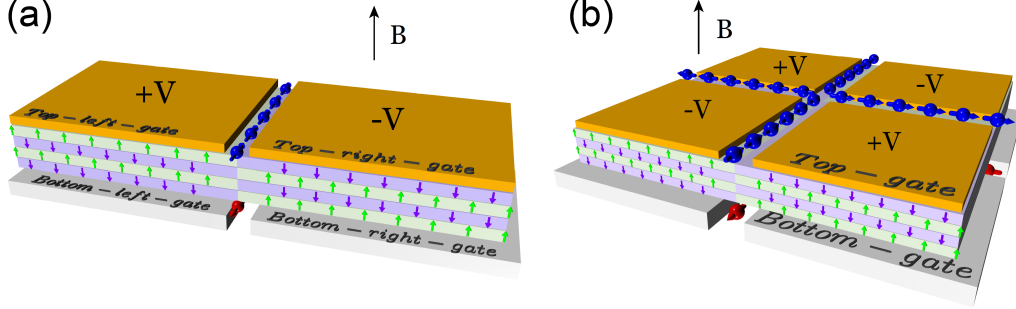 (a)
B
+V
-V
Top-left-gate
Top-right-gate
Bottom-left-gate
Bottom-right-gate
(b)
B
+V
-V
-V
+V
Top-gate
Bottom-gate